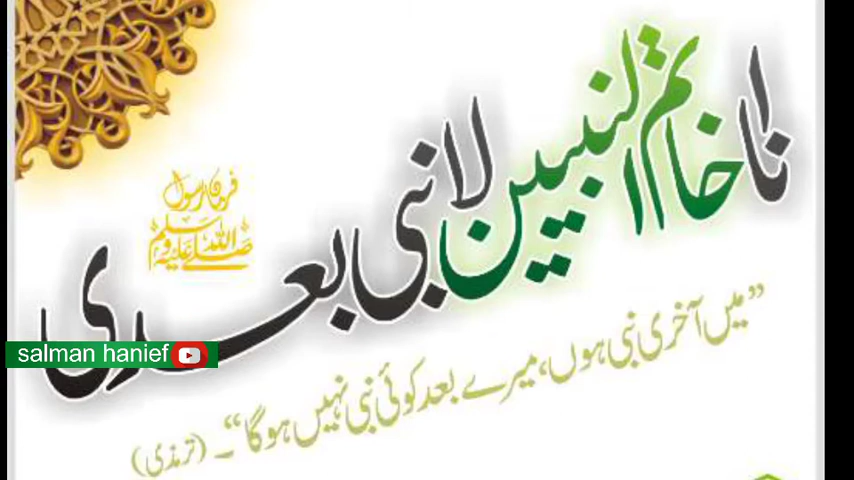 انا خاتم النبیین لا نبی بعدی
فرمان رسول
صلی اللہ علیہ وسلم
”میں آخری نبی ہوں، میرے بعد کوئی نبی نہیں ہوگا“۔ (ترمذی)
salman hanief